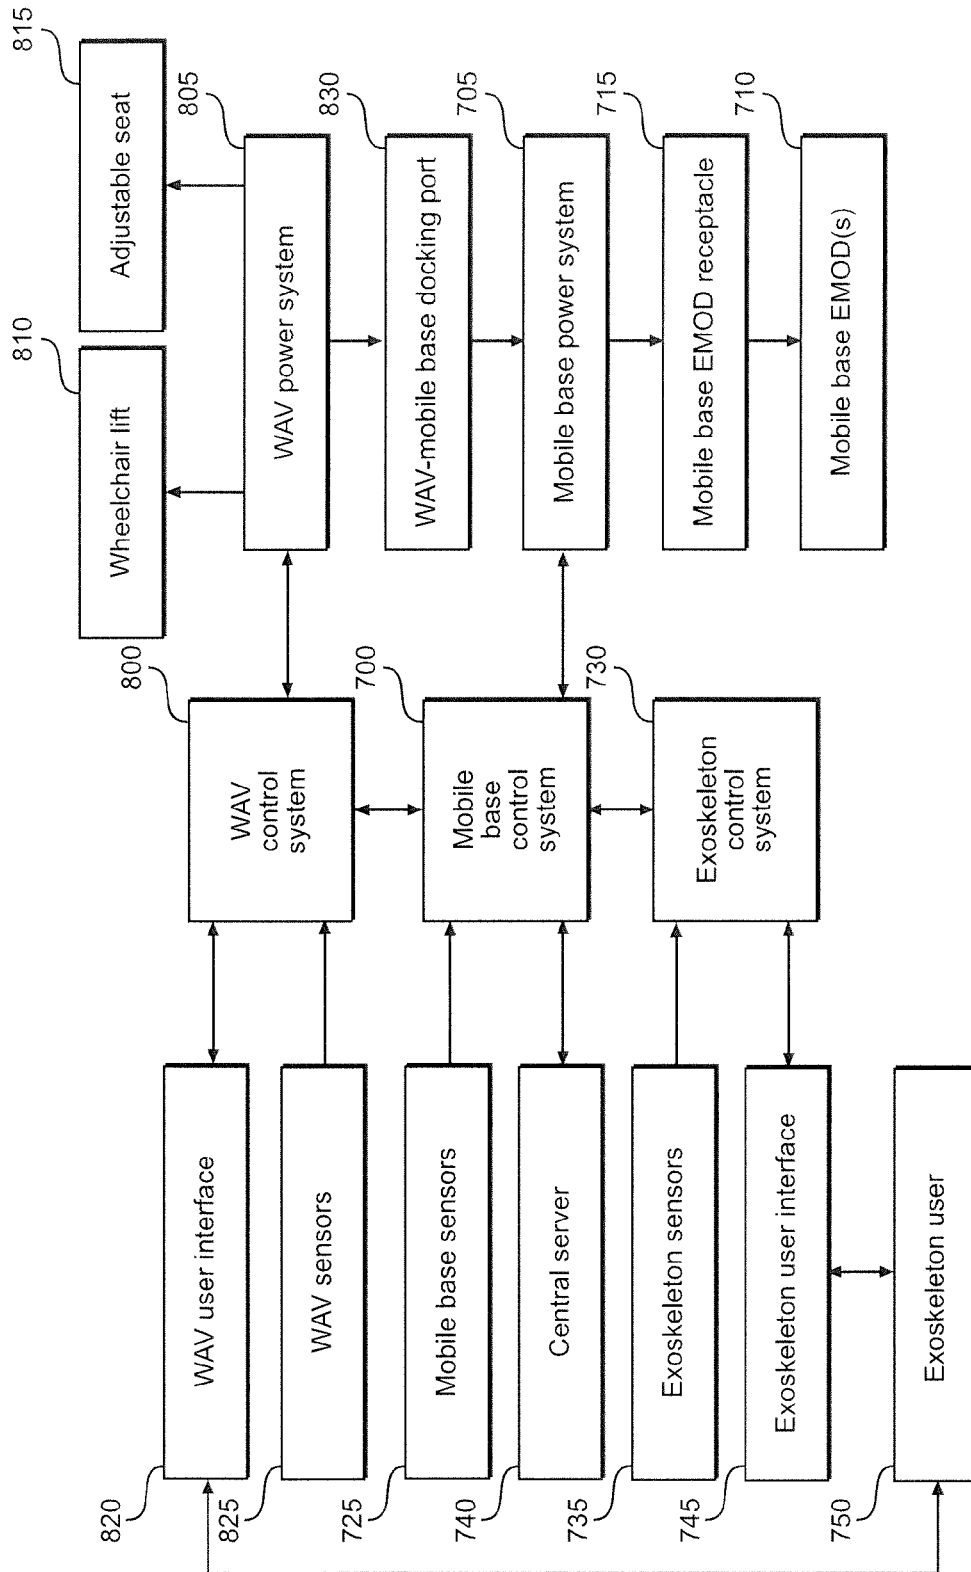 820
WAV user interface
825
WAV sensors
725
Mobile base sensors
740
Central server
735
Exoskeleton sensors
745
Exoskeleton user interface
750
Exoskeleton user
800
WAV
control
system
700
Mobile
base
control
system
730
Exoskeleton
control
system
810
Wheelchair lift
815
Adjustable seat
805
WAV power system
830
WAV-mobile base docking port
705
Mobile base power system
715
Mobile base EMOD receptacle
710
Mobile base EMOD(s)